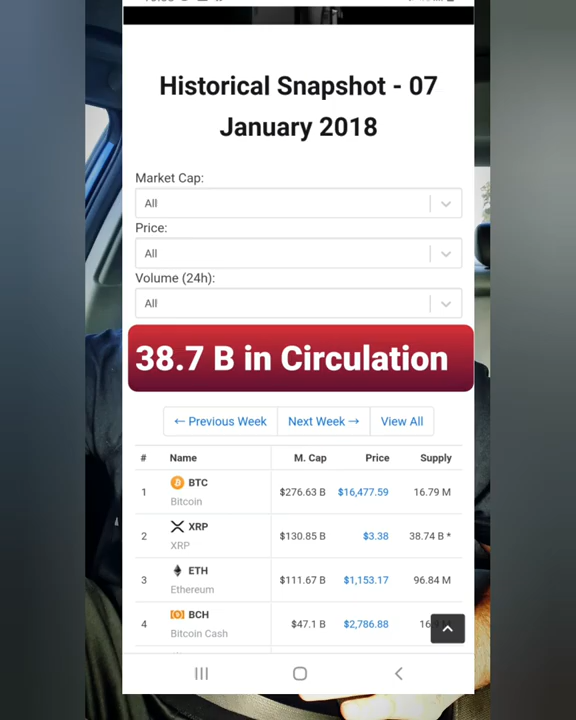 Historical Snapshot - 07
January 2018
Market Cap:
All
Price:
All
Volume (24h):
All
38.7 B in Circulation
← Previous Week Next Week → View All
# Name M. Cap Price Supply
1 BTC Bitcoin $276.63 B $16,477.59 16.79 M
2 XRP XRP $130.85 B $3.38 38.74 B *
3 ETH Ethereum $111.67 B $1,153.17 96.84 M
4 BCH Bitcoin Cash $47.1 B $2,786.88